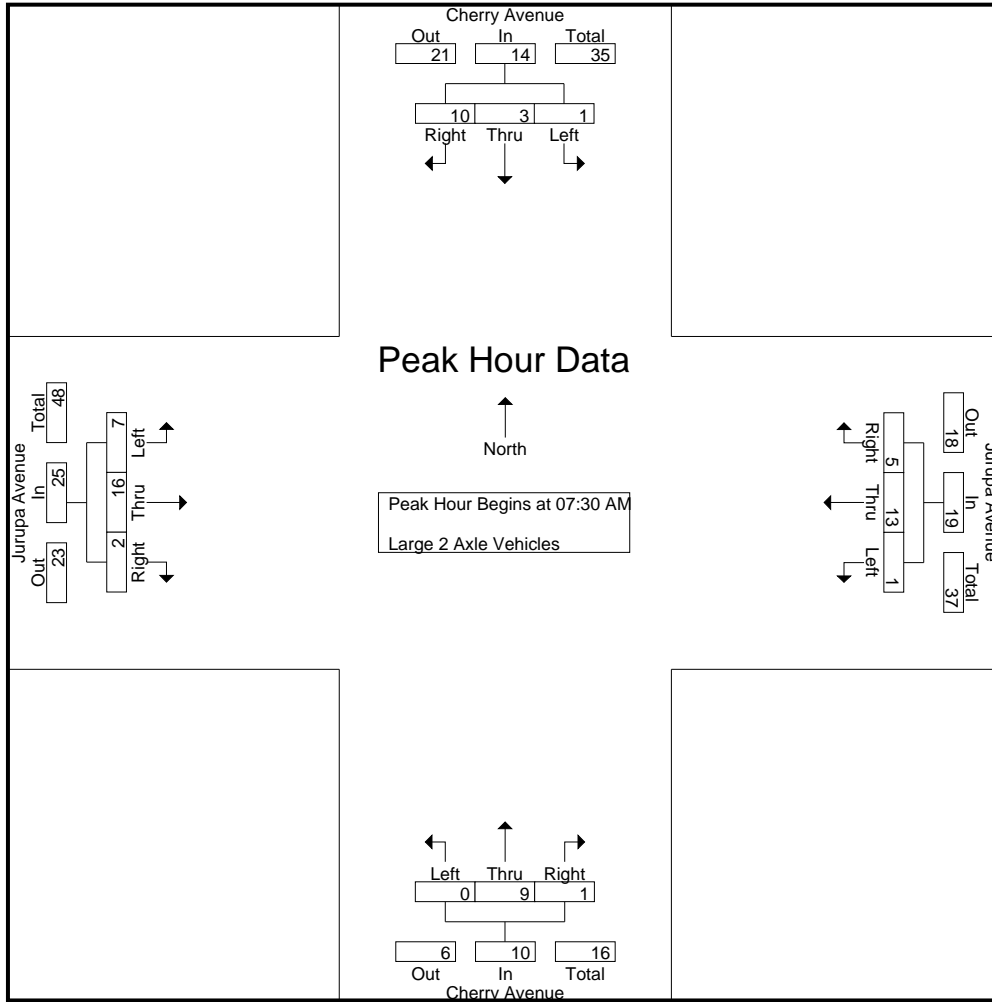 Cherry Avenue
Out In Total
21 14 35
10 3 1
Right Thru Left
Peak Hour Data
North
Peak Hour Begins at 07:30 AM
Large 2 Axle Vehicles
Jurupa Avenue
Out In Total
23 25 48
Right Thru Left
2 16 7
Jurupa Avenue
Out In Total
18 19 37
Right Thru Left
5 13 1
Left Thru Right
0 9 1
6 10 16
Out In Total
Cherry Avenue